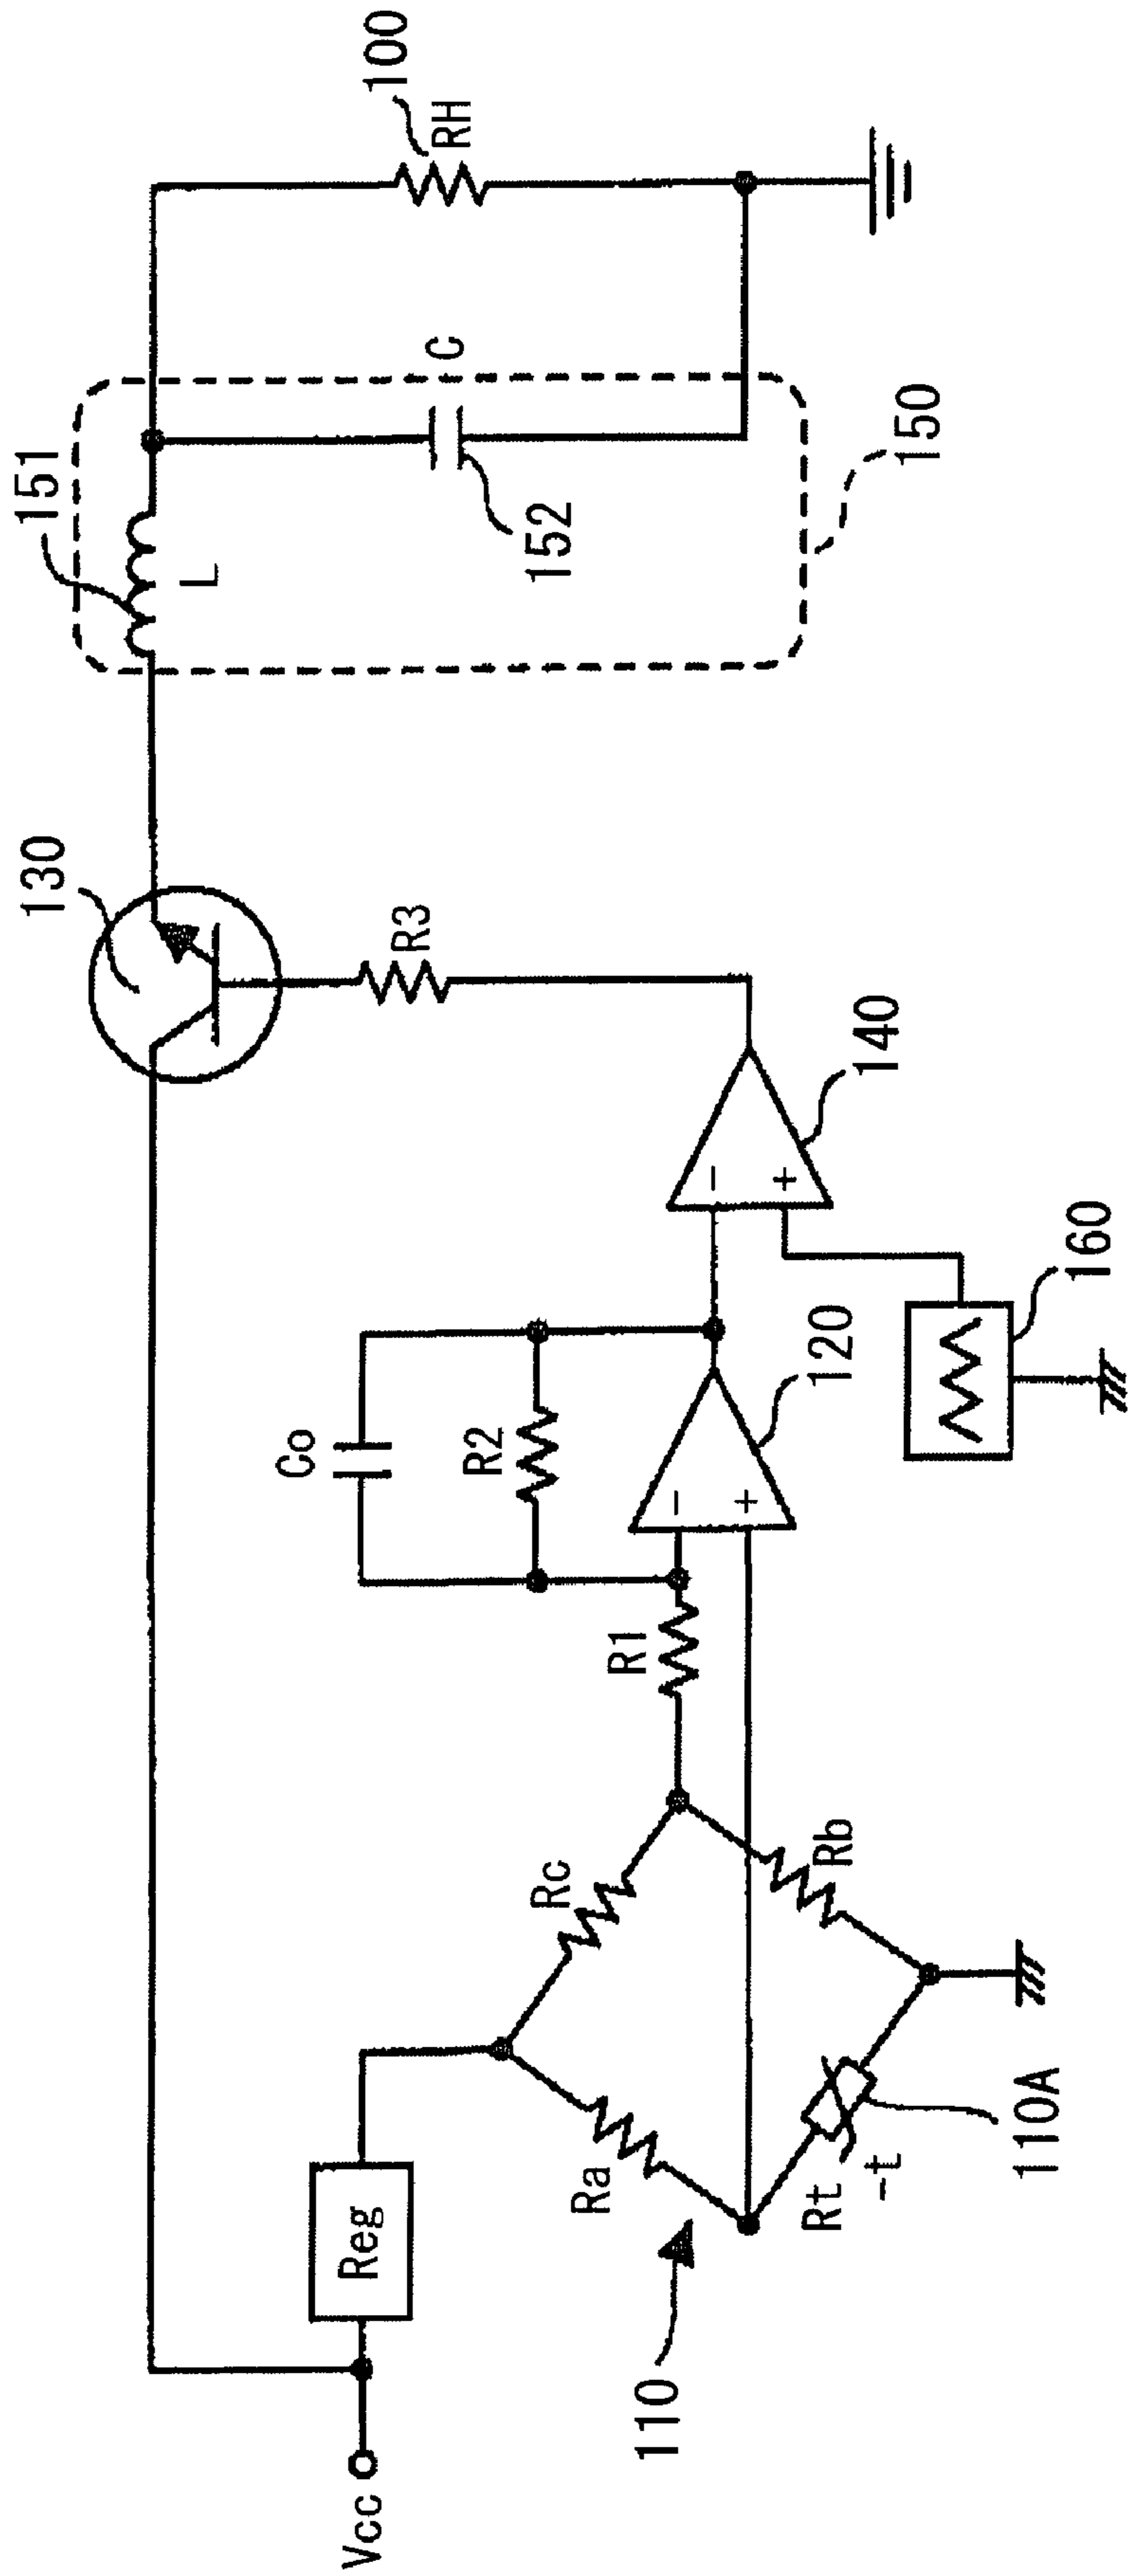 130
151
L
C
152
150
100
RH
R3
140
-
+
160
Co
R2
120
-
+
R1
Rc
Rb
Ra
Rt
-t
110A
110
Reg
Vcc